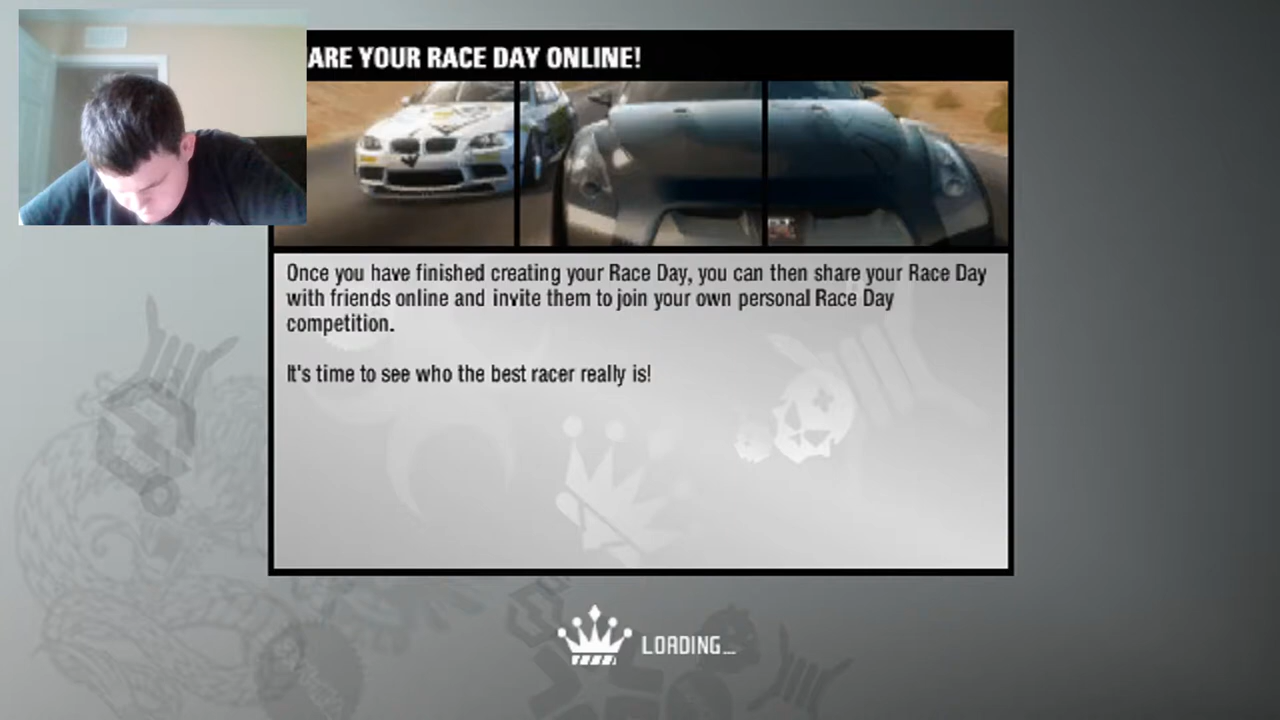 ARE YOUR RACE DAY ONLINE!
Once you have finished creating your Race Day, you can then share your Race Day
with friends online and invite them to join your own personal Race Day
competition.
It's time to see who the best racer really is!
LOADING...